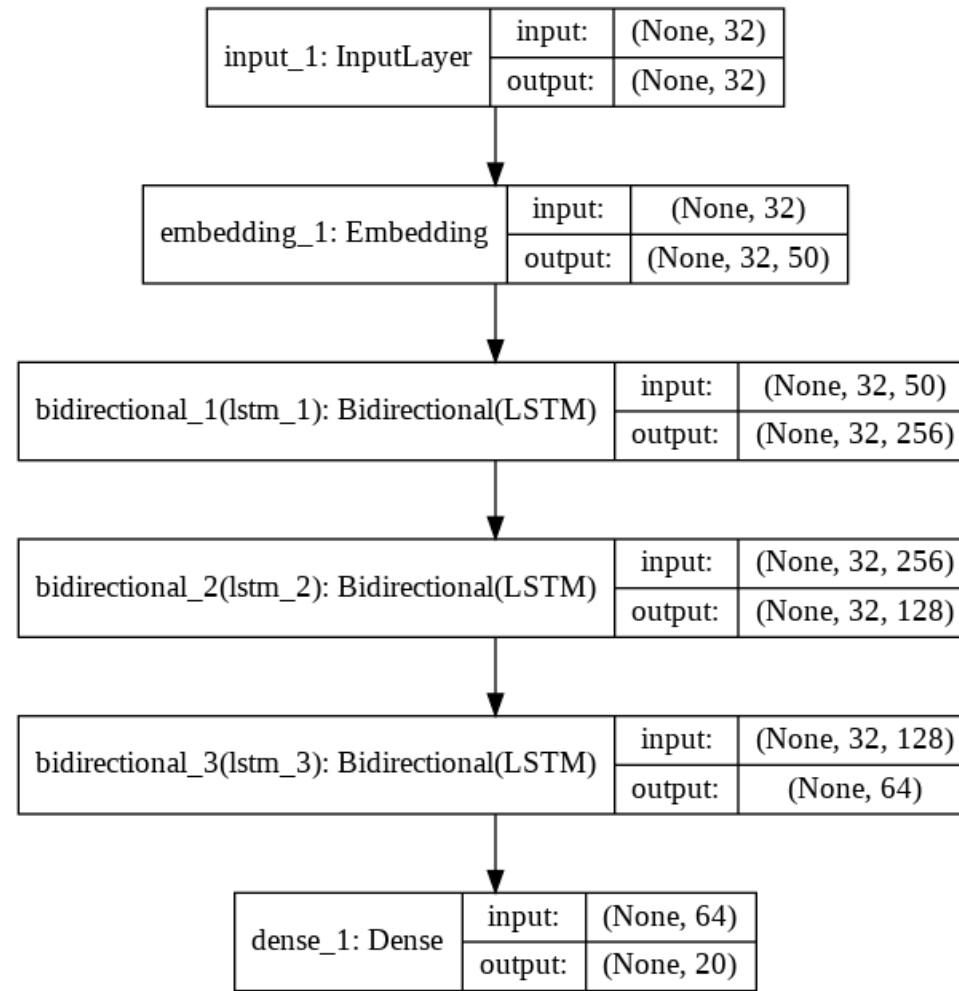 input_1: InputLayer
input: (None, 32)
output: (None, 32)
embedding_1: Embedding
input: (None, 32)
output: (None, 32, 50)
bidirectional_1(lstm_1): Bidirectional(LSTM)
input: (None, 32, 50)
output: (None, 32, 256)
bidirectional_2(lstm_2): Bidirectional(LSTM)
input: (None, 32, 256)
output: (None, 32, 128)
bidirectional_3(lstm_3): Bidirectional(LSTM)
input: (None, 32, 128)
output: (None, 64)
dense_1: Dense
input: (None, 64)
output: (None, 20)